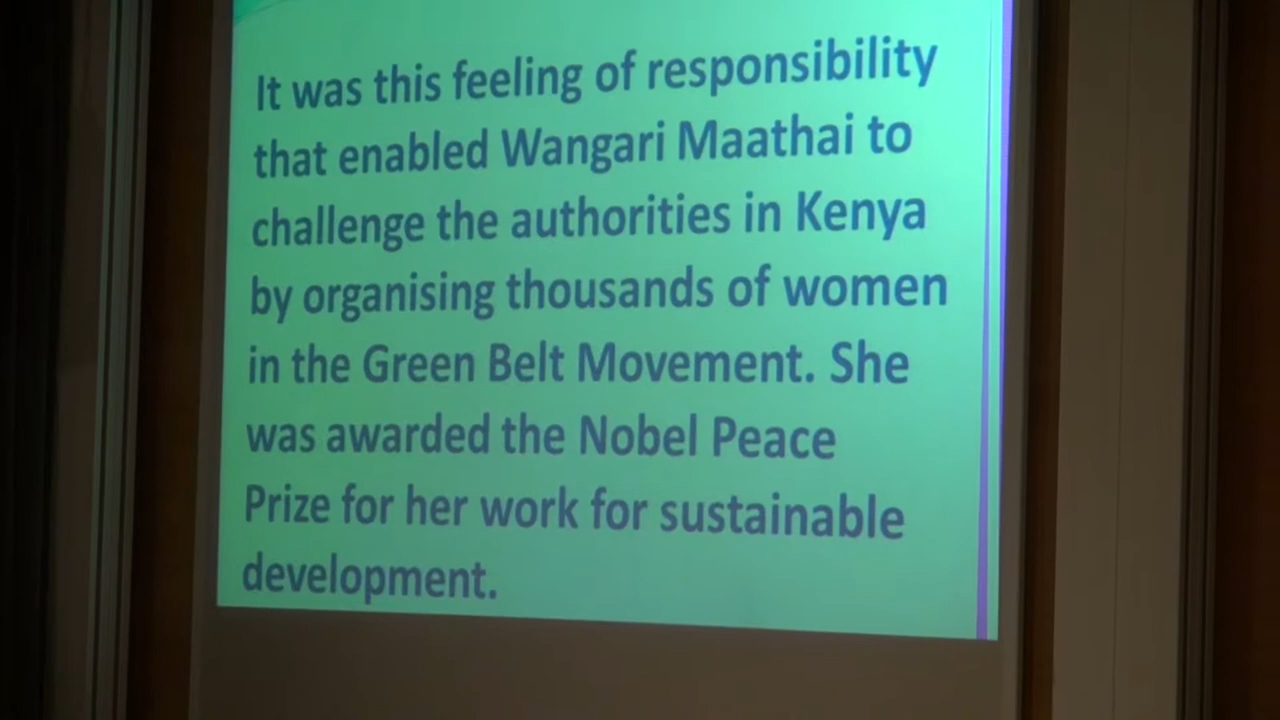 It was this feeling of responsibility
that enabled Wangari Maathai to
challenge the authorities in Kenya
by organising thousands of women
in the Green Belt Movement. She
was awarded the Nobel Peace
Prize for her work for sustainable
development.